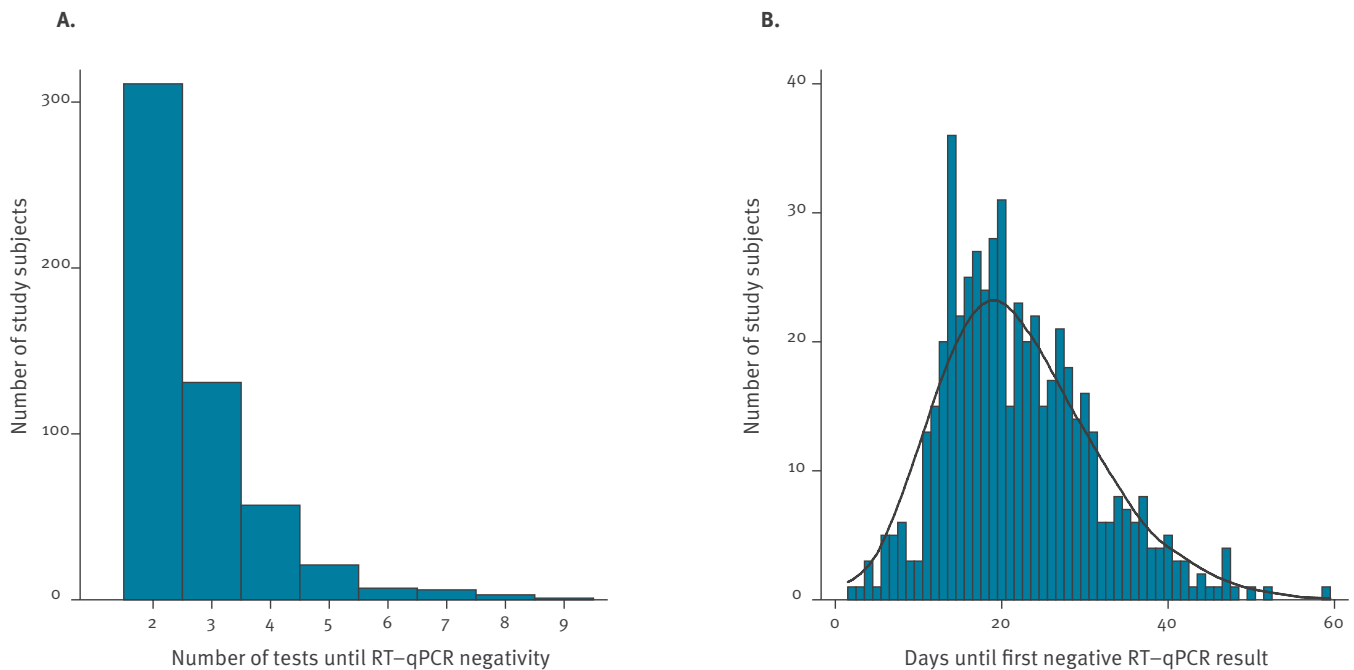 A.
Number of study subjects
300
200
100
0
2 3 4 5 6 7 8 9
Number of tests until RT–qPCR negativity
B.
Number of study subjects
40
30
20
10
0
0 20 40 60
Days until first negative RT–qPCR result